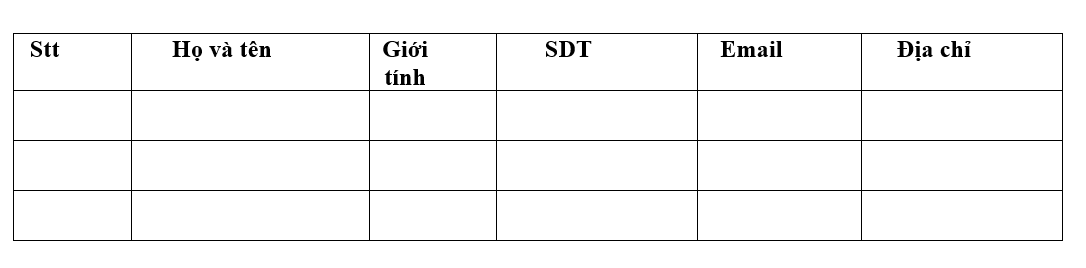 Stt Họ và tên Giới tính SDT Email Địa chỉ